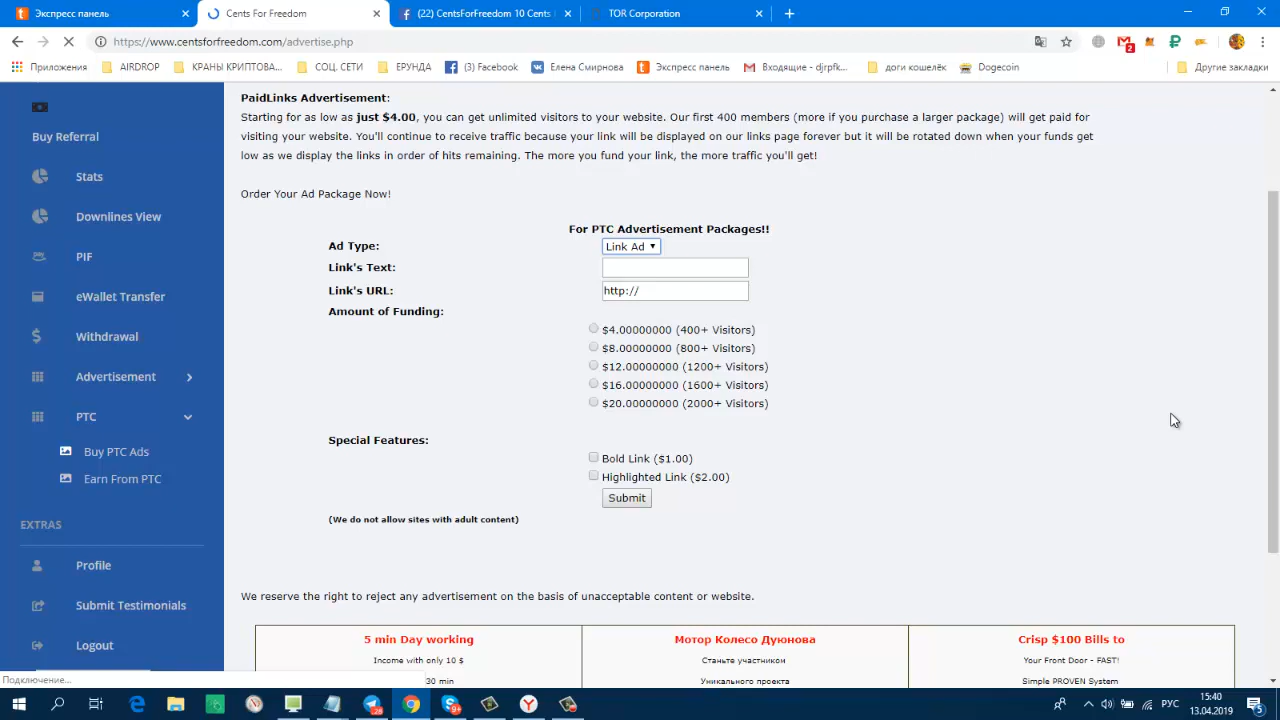 Экспресс панель
Cents For Freedom
(22) CentsForFreedom 10 Cents
TOR Corporation
https://www.centsforfreedom.com/advertise.php
2
Приложения
AIRDROP
КРАНЫ КРИПТОВА...
СОЦ. СЕТИ
ЕРУНДА
(3) Facebook
Елена Смирнова
Экспресс панель
Входящие - djrpfk...
доги кошелёк
Dogecoin
Другие закладки
Buy Referral
Stats
Downlines View
PIF
eWallet Transfer
Withdrawal
Advertisement
PTC
Buy PTC Ads
Earn From PTC
EXTRAS
Profile
Submit Testimonials
Logout
Подключение...
PaidLinks Advertisement:
Starting for as low as just $4.00, you can get unlimited visitors to your website. Our first 400 members (more if you purchase a larger package) will get paid for
visiting your website. You'll continue to receive traffic because your link will be displayed on our links page forever but it will be rotated down when your funds get
low as we display the links in order of hits remaining. The more you fund your link, the more traffic you'll get!
Order Your Ad Package Now!
For PTC Advertisement Packages!!
Ad Type: Link Ad
Link's Text:
Link's URL: http://
Amount of Funding:
$4.00000000 (400+ Visitors)
$8.00000000 (800+ Visitors)
$12.00000000 (1200+ Visitors)
$16.00000000 (1600+ Visitors)
$20.00000000 (2000+ Visitors)
Special Features:
Bold Link ($1.00)
Highlighted Link ($2.00)
Submit
(We do not allow sites with adult content)
We reserve the right to reject any advertisement on the basis of unacceptable content or website.
5 min Day working
Income with only 10 $
30 min
Мотор Колесо Дуюнова
Станьте участником
Уникального проекта
Crisp $100 Bills to
Your Front Door - FAST!
Simple PROVEN System
РУС
15:40
13.04.2019